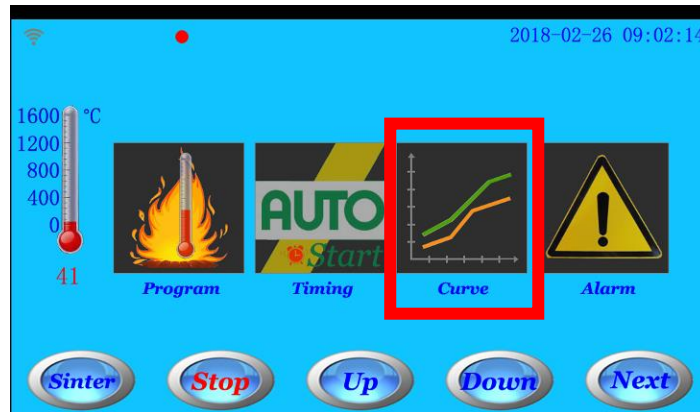 2018-02-26 09:02:14
1600 °C
1200
800
400
0
41
AUTO
Start
Program
Timing
Curve
Alarm
Sinter
Stop
Up
Down
Next